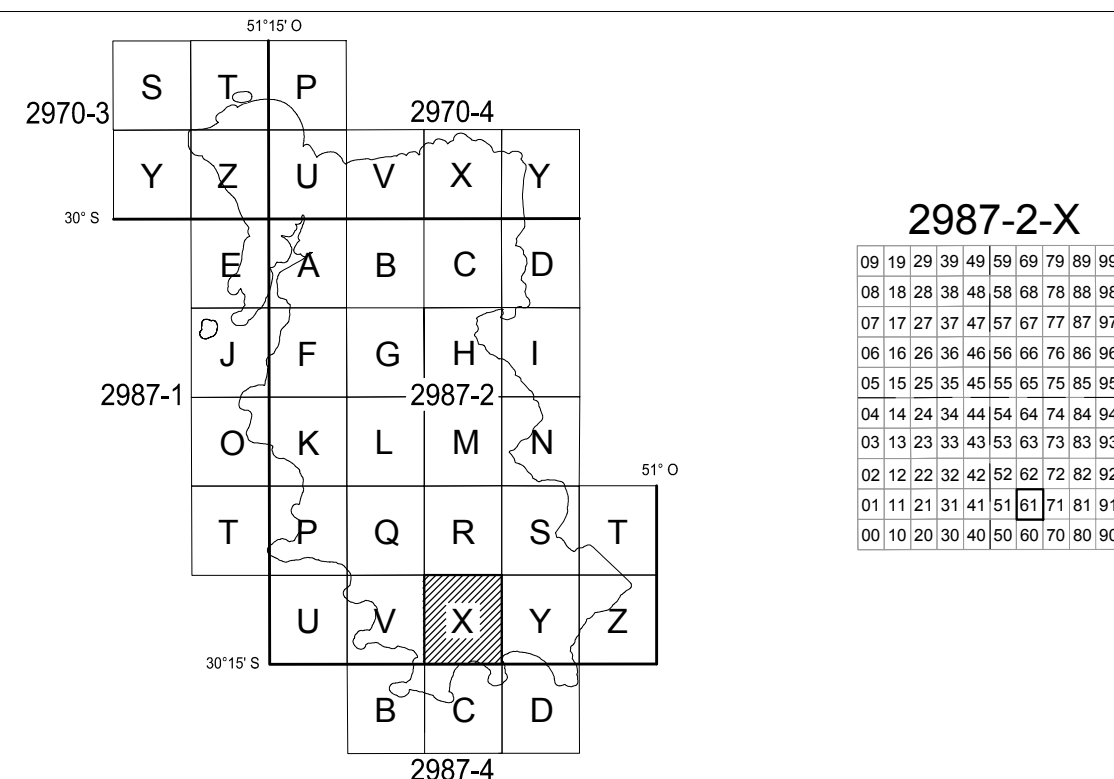 51°15' O
S T P
2970-3 2970-4
Y Z U V X Y
30° S
E A B C D
J F G H I
2987-1 2987-2
O K L M N
51° O
T P Q R S T
U V X Y Z
30°15' S
B C D
2987-4
2987-2-X
09 19 29 39 49 59 69 79 89 99
08 18 28 38 48 58 68 78 88 98
07 17 27 37 47 57 67 77 87 97
06 16 26 36 46 56 66 76 86 96
05 15 25 35 45 55 65 75 85 95
04 14 24 34 44 54 64 74 84 94
03 13 23 33 43 53 63 73 83 93
02 12 22 32 42 52 62 72 82 92
01 11 21 31 41 51 61 71 81 91
00 10 20 30 40 50 60 70 80 90